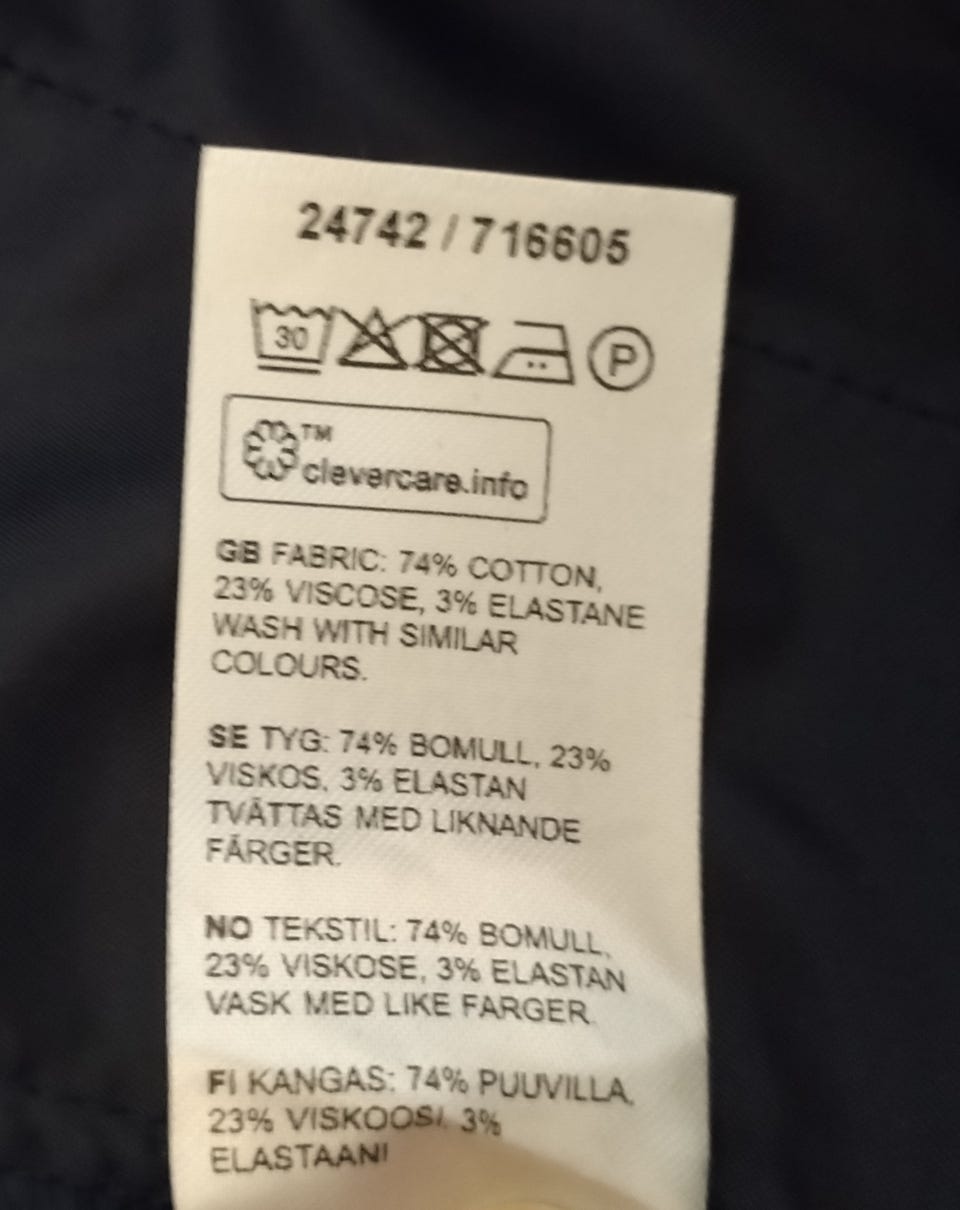 24742 / 716605
30 P
TM
clevercare.info
GB FABRIC: 74% COTTON,
23% VISCOSE, 3% ELASTANE
WASH WITH SIMILAR
COLOURS.
SE TYG: 74% BOMULL, 23%
VISKOS, 3% ELASTAN
TVÄTTAS MED LIKNANDE
FÄRGER.
NO TEKSTIL: 74% BOMULL,
23% VISKOSE, 3% ELASTAN
VASK MED LIKE FARGER.
FI KANGAS: 74% PUUVILLA,
23% VISKOOSI, 3%
ELASTAANI